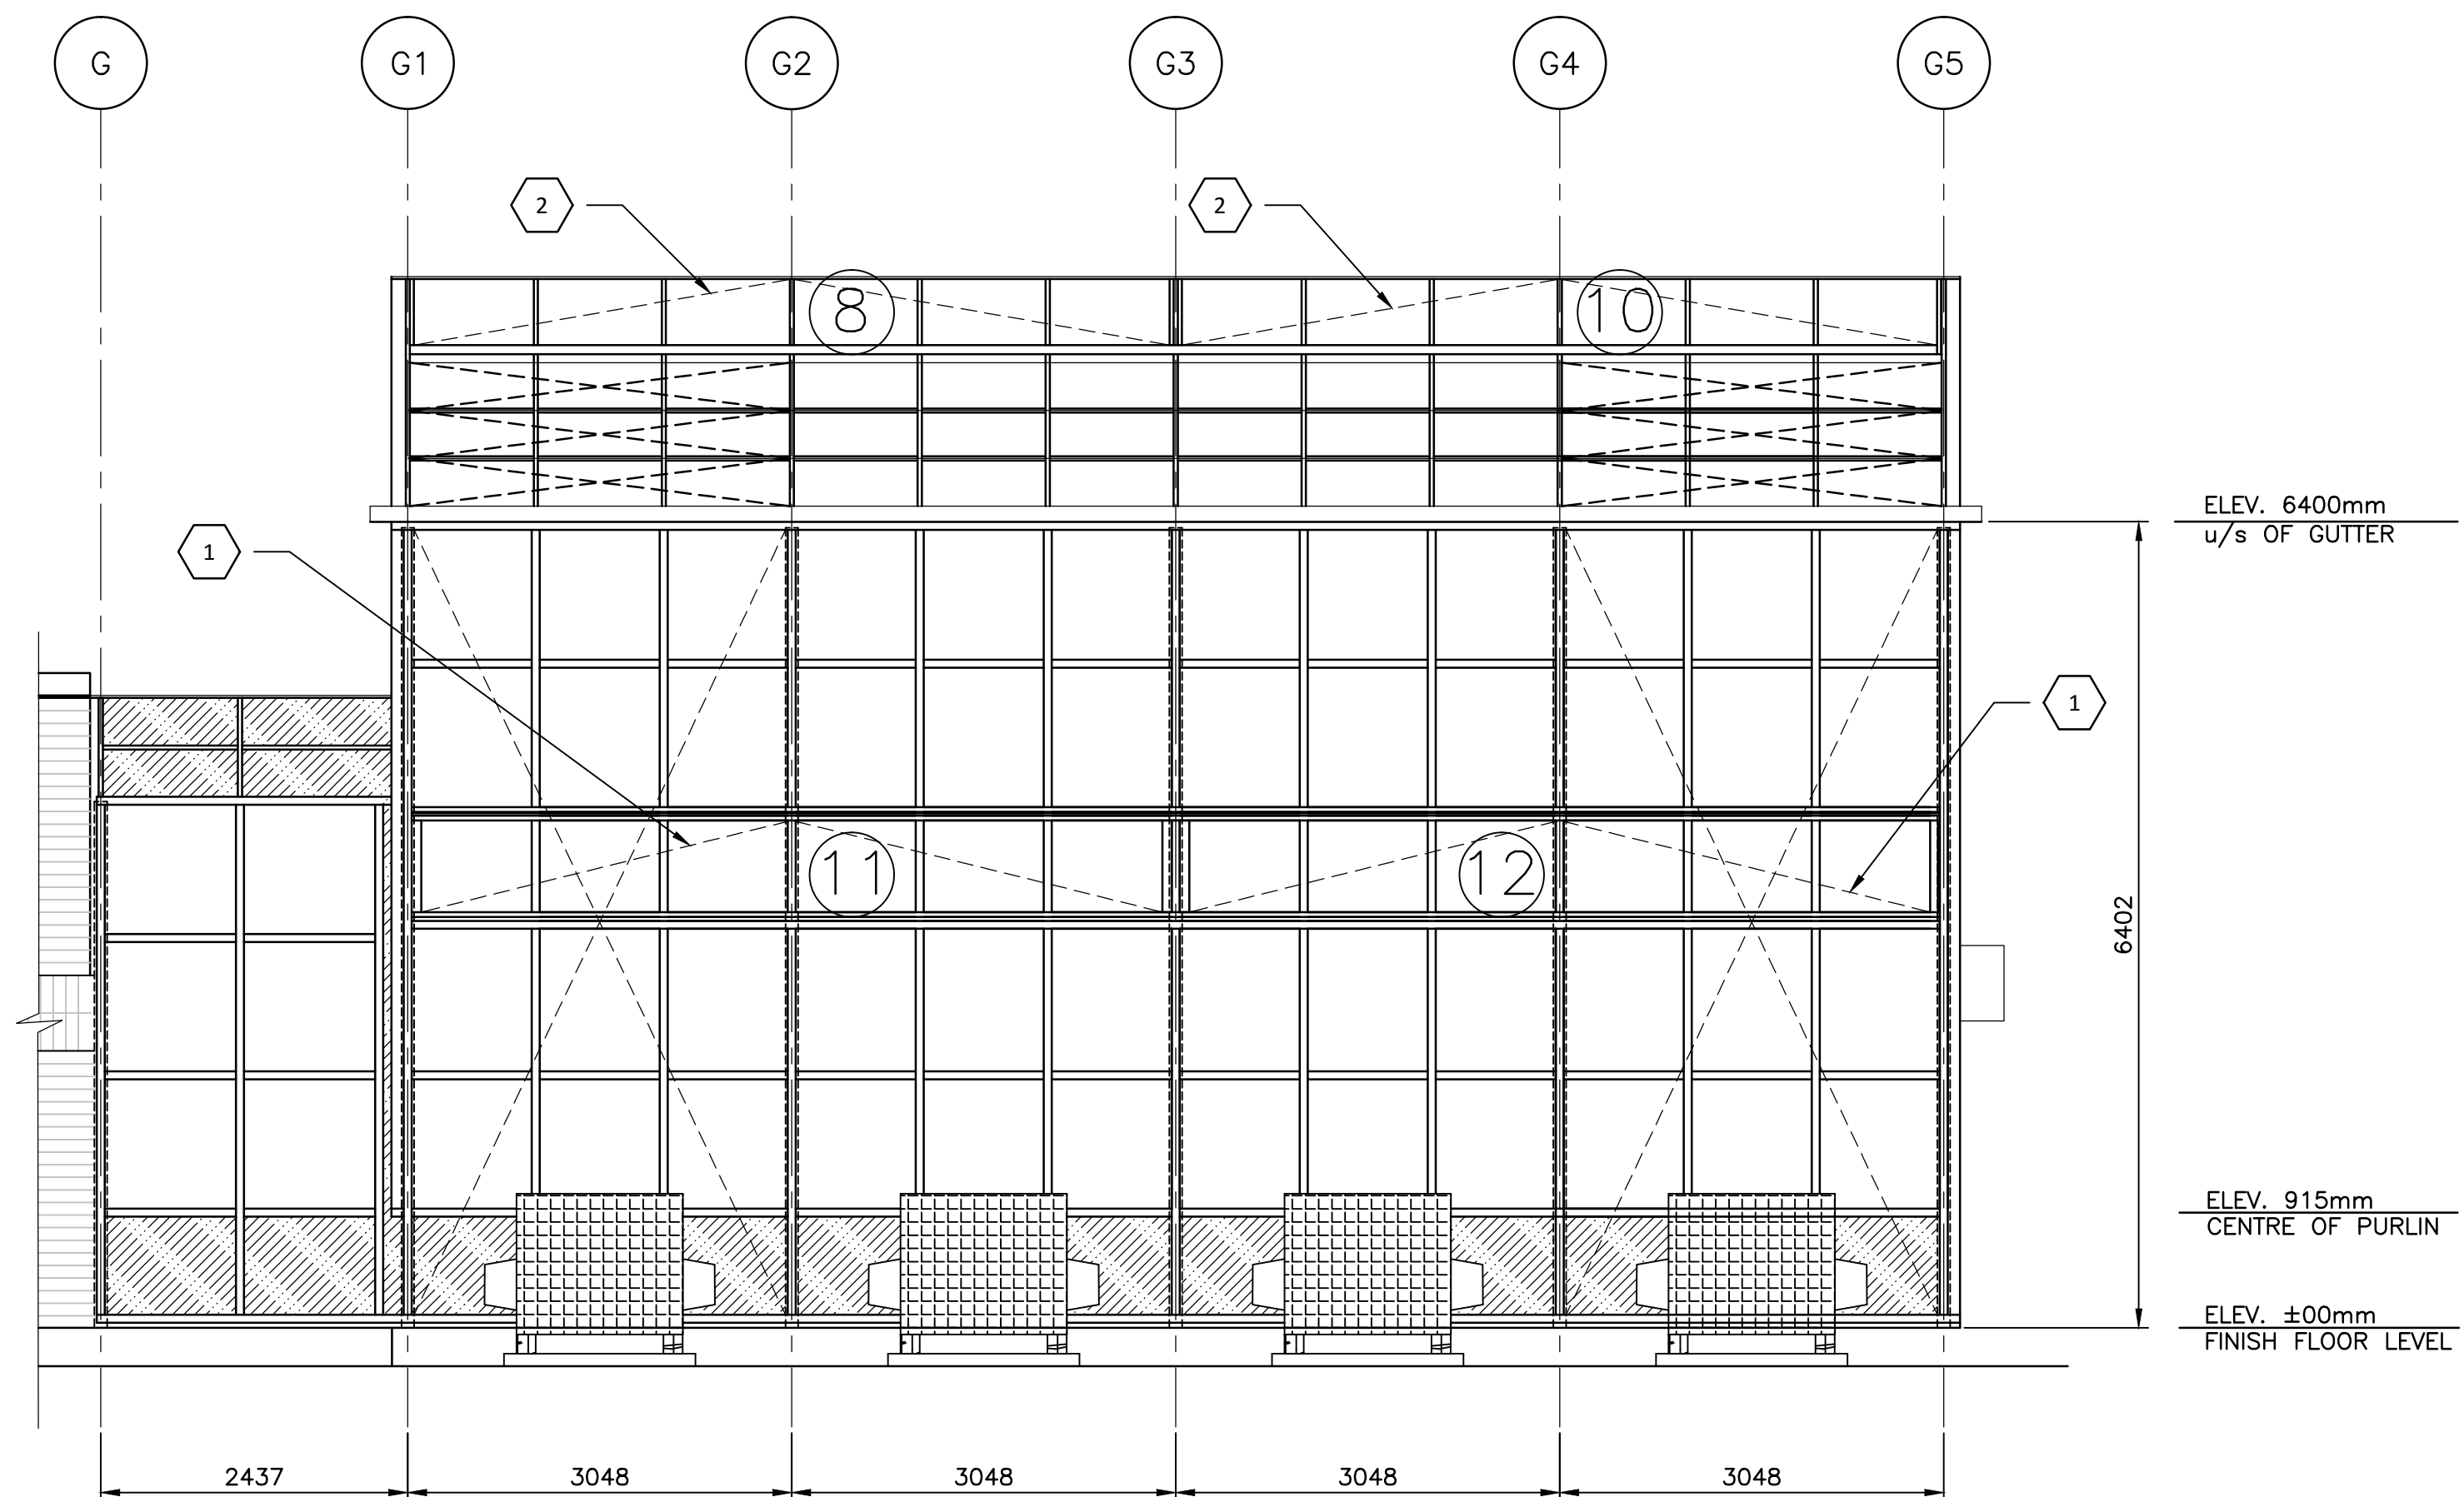 G G1 G2 G3 G4 G5
2 2
8 10
ELEV. 6400mm
u/s OF GUTTER
1
1
11 12
6402
ELEV. 915mm
CENTRE OF PURLIN
ELEV. ±00mm
FINISH FLOOR LEVEL
2437 3048 3048 3048 3048